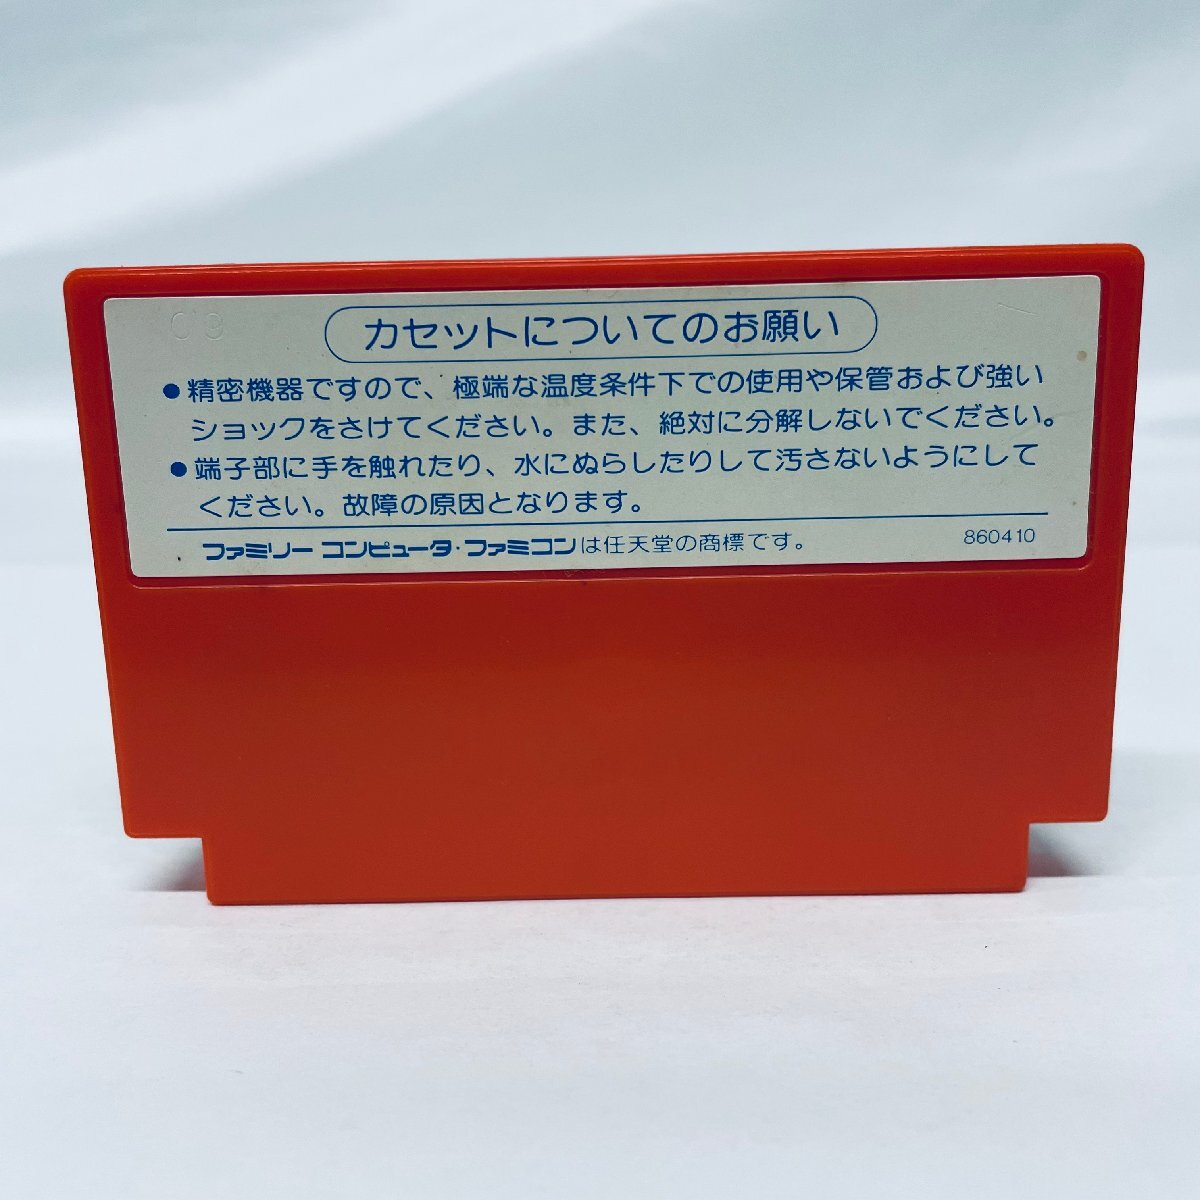 カセットについてのお願い
●精密機器ですので、極端な温度条件下での使用や保管および強い
ショックをさけてください。また、絶対に分解しないでください。
●端子部に手を触れたり、水にぬらしたりして汚さないようにして
ください。故障の原因となります。
ファミリーコンピュータ・ファミコンは任天堂の商標です。 860410